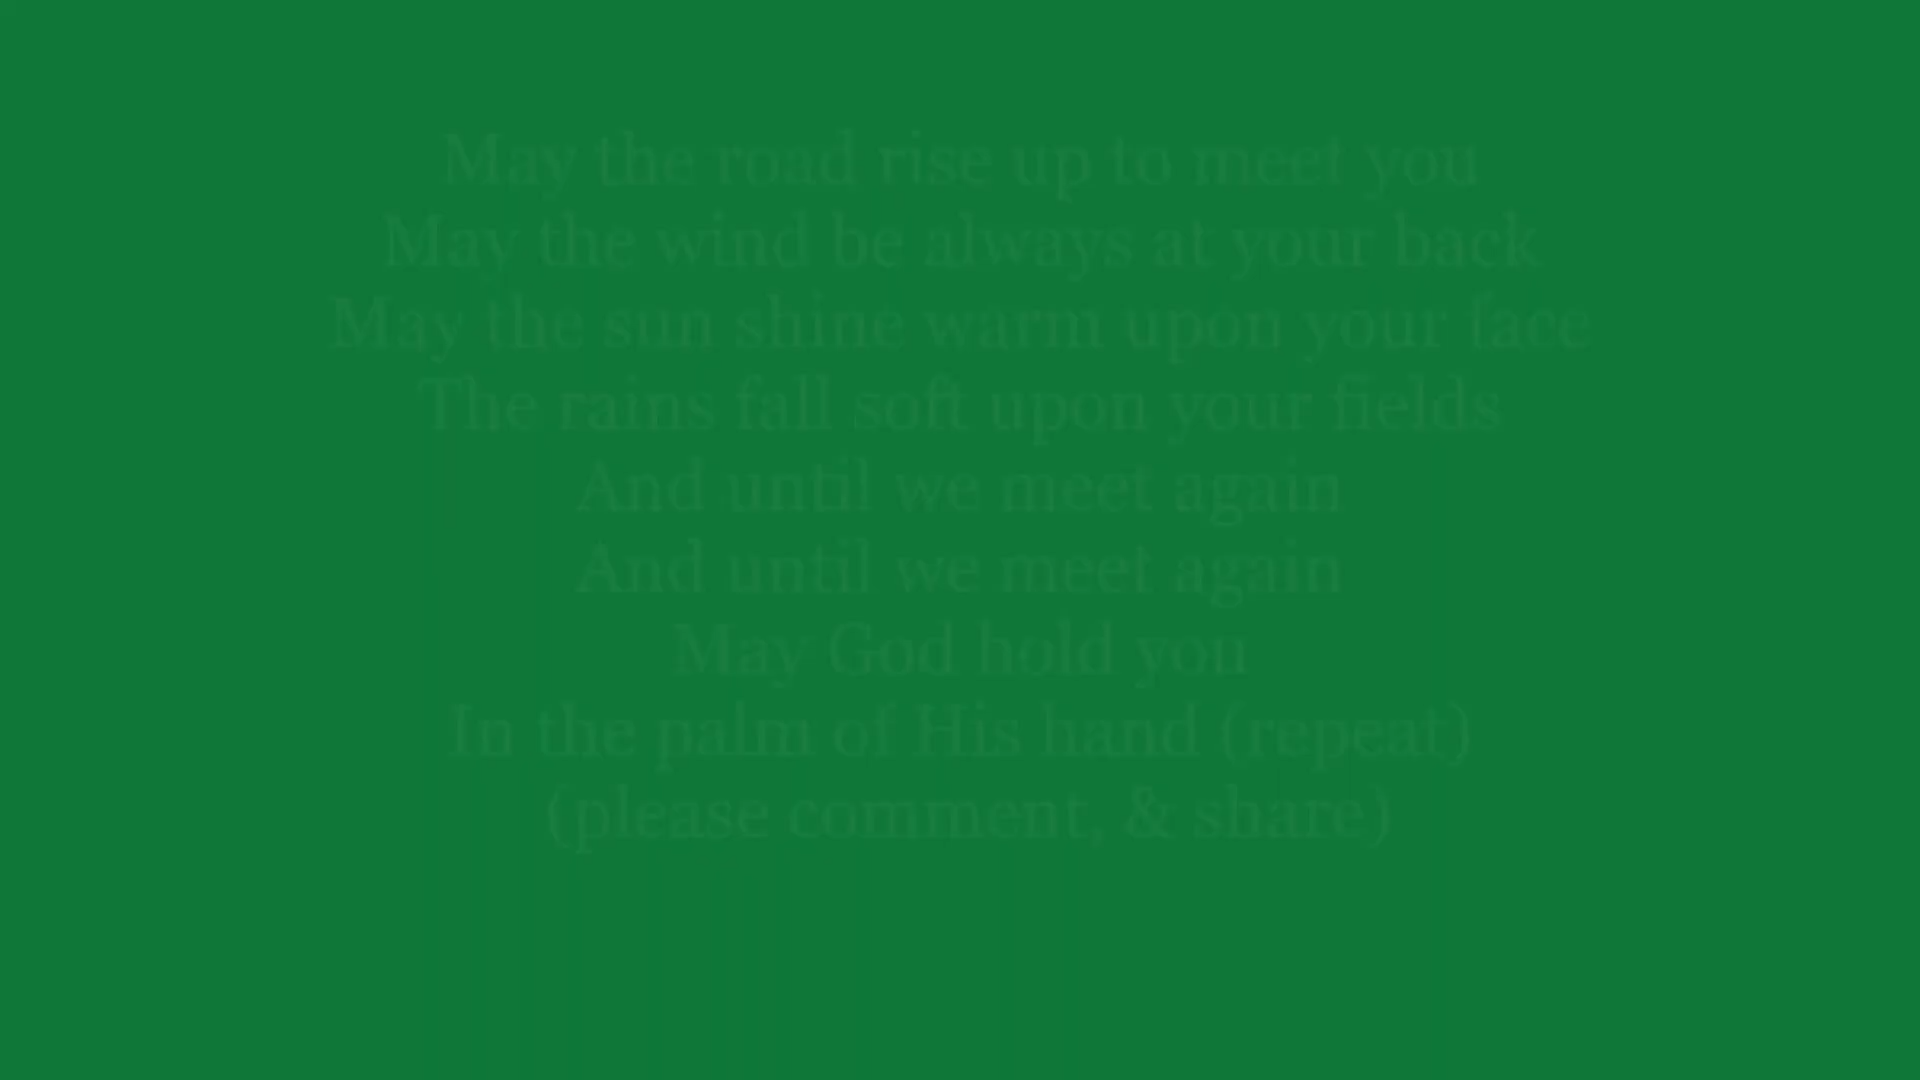 May the road rise up to meet you
May the wind be always at your back
May the sun shine warm upon your face
The rains fall soft upon your fields
And until we meet again
And until we meet again
May God hold you
In the palm of His hand (repeat)
(please comment, & share)